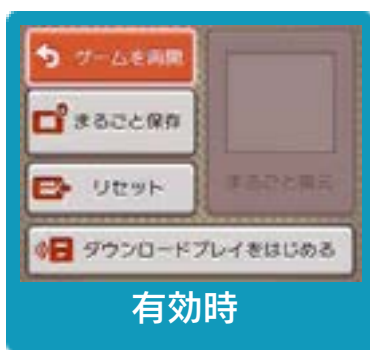 ゲームを再開
まるごと保存
まるごと復元
リセット
ダウンロードプレイをはじめる
有効時